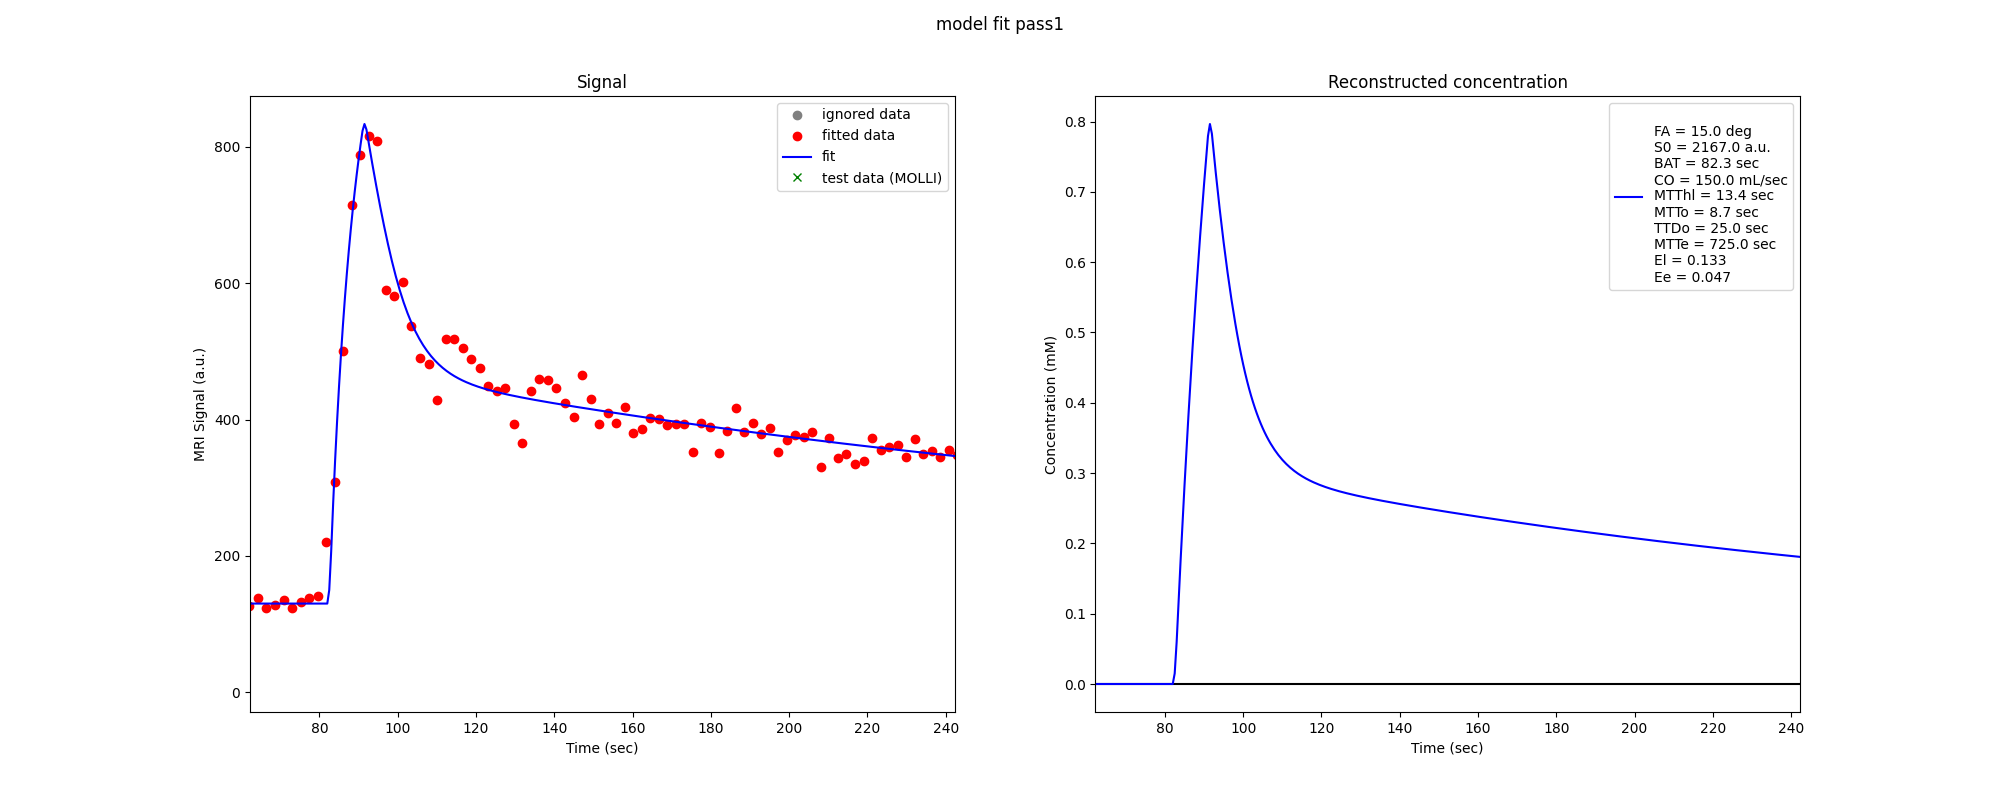 model fit pass1
Signal
MRI Signal (a.u.)
800
600
400
200
0
ignored data
fitted data
fit
test data (MOLLI)
80 100 120 140 160 180 200 220 240
Time (sec)
Reconstructed concentration
Concentration (mM)
0.8
0.7
0.6
0.5
0.4
0.3
0.2
0.1
0.0
FA = 15.0 deg
S0 = 2167.0 a.u.
BAT = 82.3 sec
CO = 150.0 mL/sec
MTThl = 13.4 sec
MTTo = 8.7 sec
TTDo = 25.0 sec
MTTe = 725.0 sec
El = 0.133
Ee = 0.047
80 100 120 140 160 180 200 220 240
Time (sec)